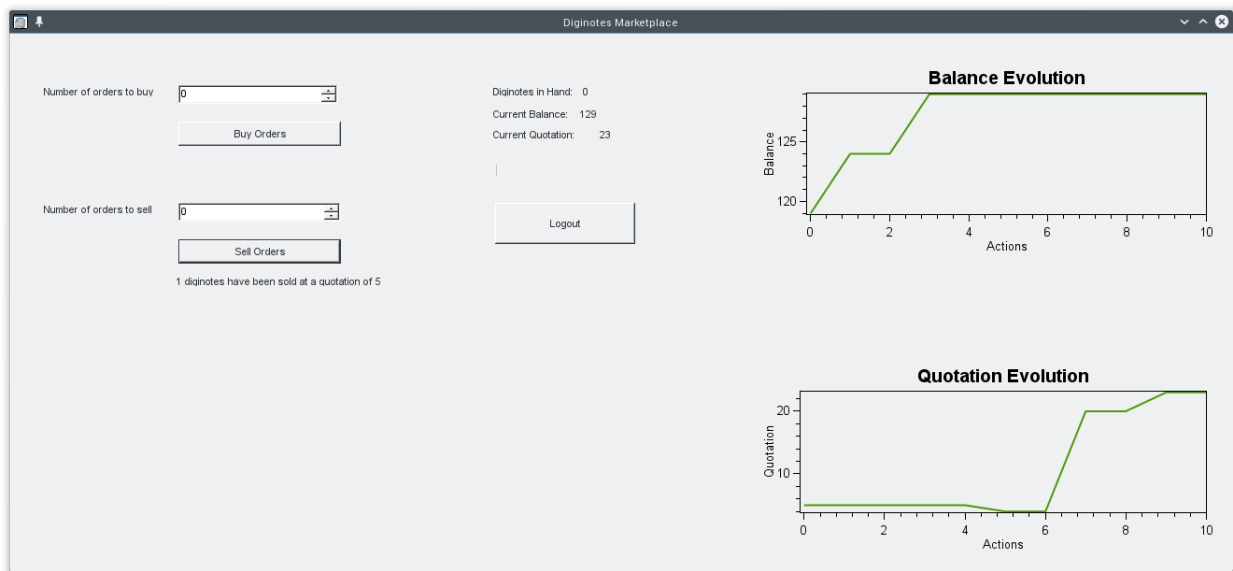 Diginotes Marketplace
Number of orders to buy
0
Buy Orders
Number of orders to sell
0
Sell Orders
1 diginotes have been sold at a quotation of 5
Diginotes in Hand: 0
Current Balance: 129
Current Quotation: 23
Logout
Balance Evolution
Balance
125
120
0 2 4 6 8 10
Actions
Quotation Evolution
Quotation
20
10
0 2 4 6 8 10
Actions